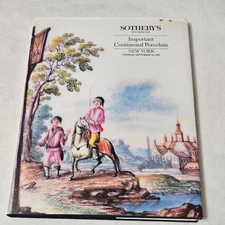 SOTHEBY'S
Important
Continental Porcelain
NEW YORK